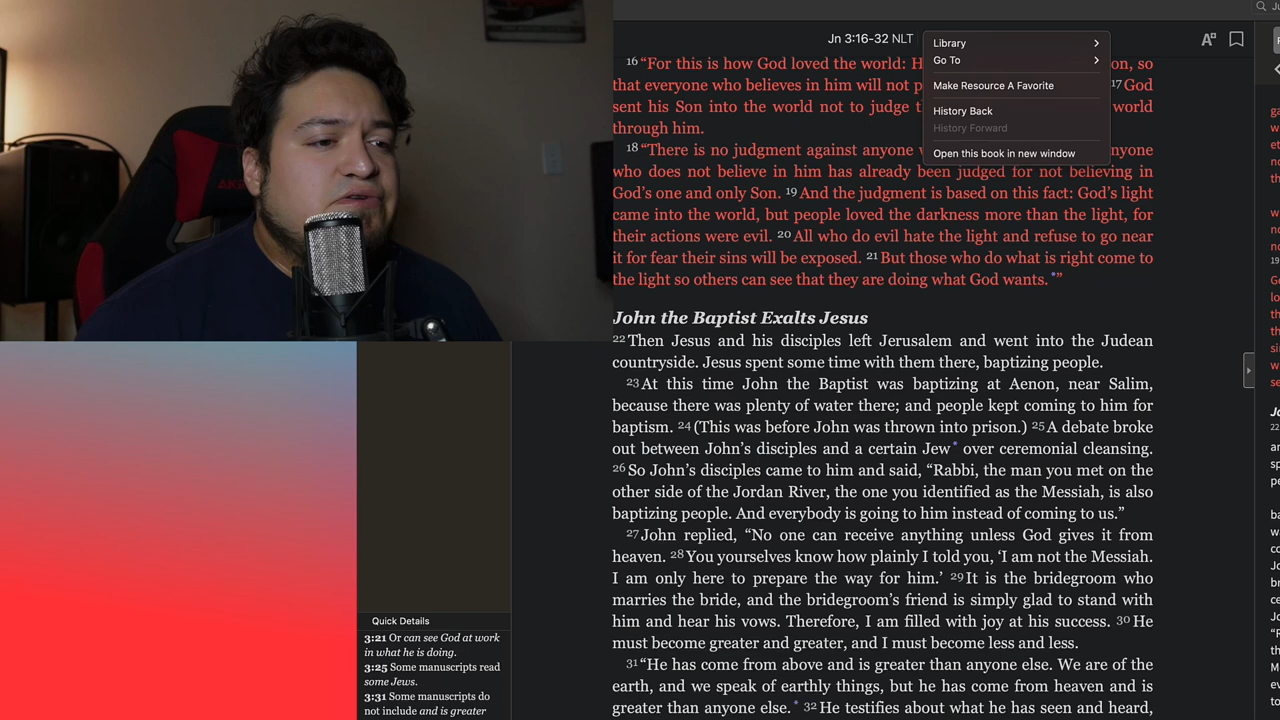 Jn 3:16-32 NLT
Library
Go To
Make Resource A Favorite
History Back
History Forward
Open this book in new window
16 “For this is how God loved the world: H on, so
that everyone who believes in him will not p 17 God
sent his Son into the world not to judge t world
through him.
18 “There is no judgment against anyone nyone
who does not believe in him has already been judged for not believing in
God’s one and only Son. 19 And the judgment is based on this fact: God’s light
came into the world, but people loved the darkness more than the light, for
their actions were evil. 20 All who do evil hate the light and refuse to go near
it for fear their sins will be exposed. 21 But those who do what is right come to
the light so others can see that they are doing what God wants.*”
John the Baptist Exalts Jesus
22 Then Jesus and his disciples left Jerusalem and went into the Judean
countryside. Jesus spent some time with them there, baptizing people.
23 At this time John the Baptist was baptizing at Aenon, near Salim,
because there was plenty of water there; and people kept coming to him for
baptism. 24 (This was before John was thrown into prison.) 25 A debate broke
out between John’s disciples and a certain Jew* over ceremonial cleansing.
26 So John’s disciples came to him and said, “Rabbi, the man you met on the
other side of the Jordan River, the one you identified as the Messiah, is also
baptizing people. And everybody is going to him instead of coming to us.”
27 John replied, “No one can receive anything unless God gives it from
heaven. 28 You yourselves know how plainly I told you, ‘I am not the Messiah.
I am only here to prepare the way for him.’ 29 It is the bridegroom who
marries the bride, and the bridegroom’s friend is simply glad to stand with
him and hear his vows. Therefore, I am filled with joy at his success. 30 He
must become greater and greater, and I must become less and less.
31 “He has come from above and is greater than anyone else. We are of the
earth, and we speak of earthly things, but he has come from heaven and is
greater than anyone else.* 32 He testifies about what he has seen and heard,
Quick Details
3:21 Or can see God at work
in what he is doing.
3:25 Some manuscripts read
some Jews.
3:31 Some manuscripts do
not include and is greater